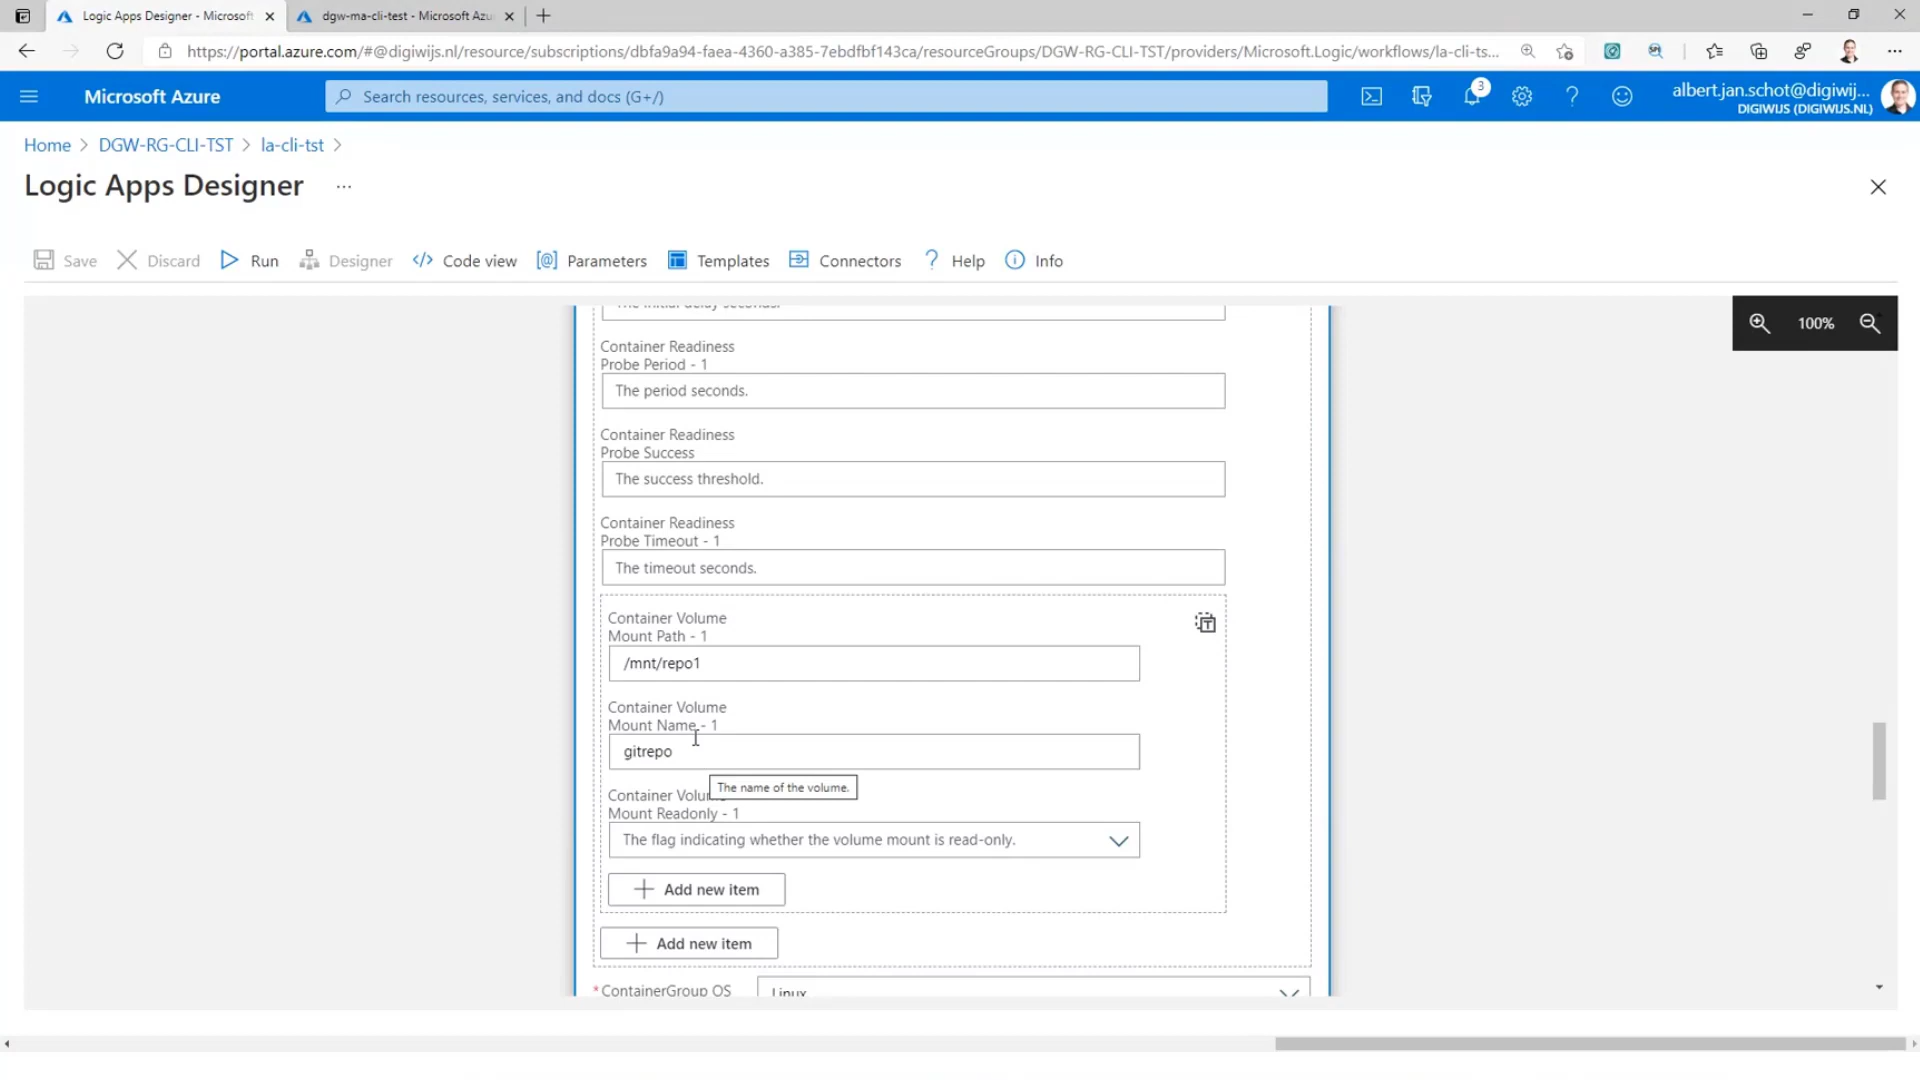 Logic Apps Designer - Microsoft
dgw-ma-cli-test - Microsoft Azu
https://portal.azure.com/#@digiwijs.nl/resource/subscriptions/dbfa9a94-faea-4360-a385-7ebdfbf143ca/resourceGroups/DGW-RG-CLI-TST/providers/Microsoft.Logic/workflows/la-cli-ts...
Microsoft Azure
Search resources, services, and docs (G+/)
3
albert.jan.schot@digiwij...
DIGIWIJS (DIGIWIJS.NL)
Home > DGW-RG-CLI-TST > la-cli-tst >
Logic Apps Designer ...
Save Discard Run Designer Code view Parameters Templates Connectors Help Info
The initial delay seconds.
100%
Container Readiness
Probe Period - 1
The period seconds.
Container Readiness
Probe Success
The success threshold.
Container Readiness
Probe Timeout - 1
The timeout seconds.
Container Volume
Mount Path - 1
/mnt/repo1
Container Volume
Mount Name - 1
gitrepo
The name of the volume.
Container Volum
Mount Readonly - 1
The flag indicating whether the volume mount is read-only.
Add new item
Add new item
*ContainerGroup OS
Linux